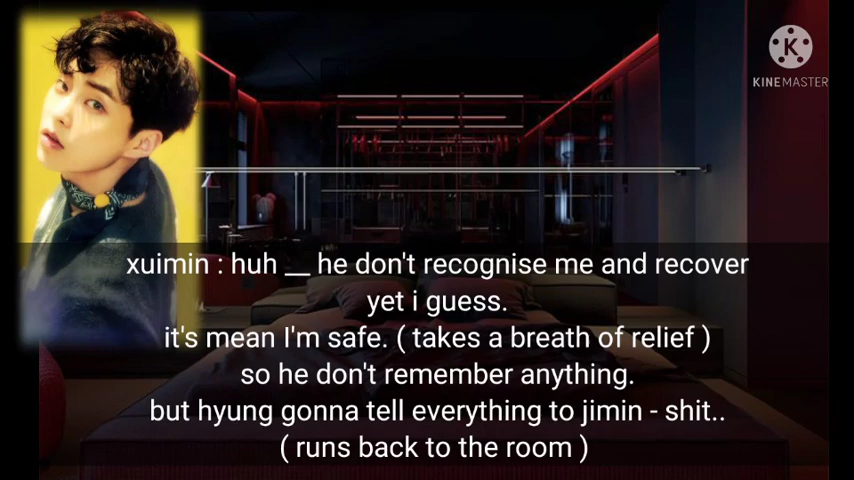 KINEMASTER
xuimin : huh __ he don't recognise me and recover
yet i guess.
it's mean I'm safe. ( takes a breath of relief )
so he don't remember anything.
but hyung gonna tell everything to jimin - shit..
( runs back to the room )